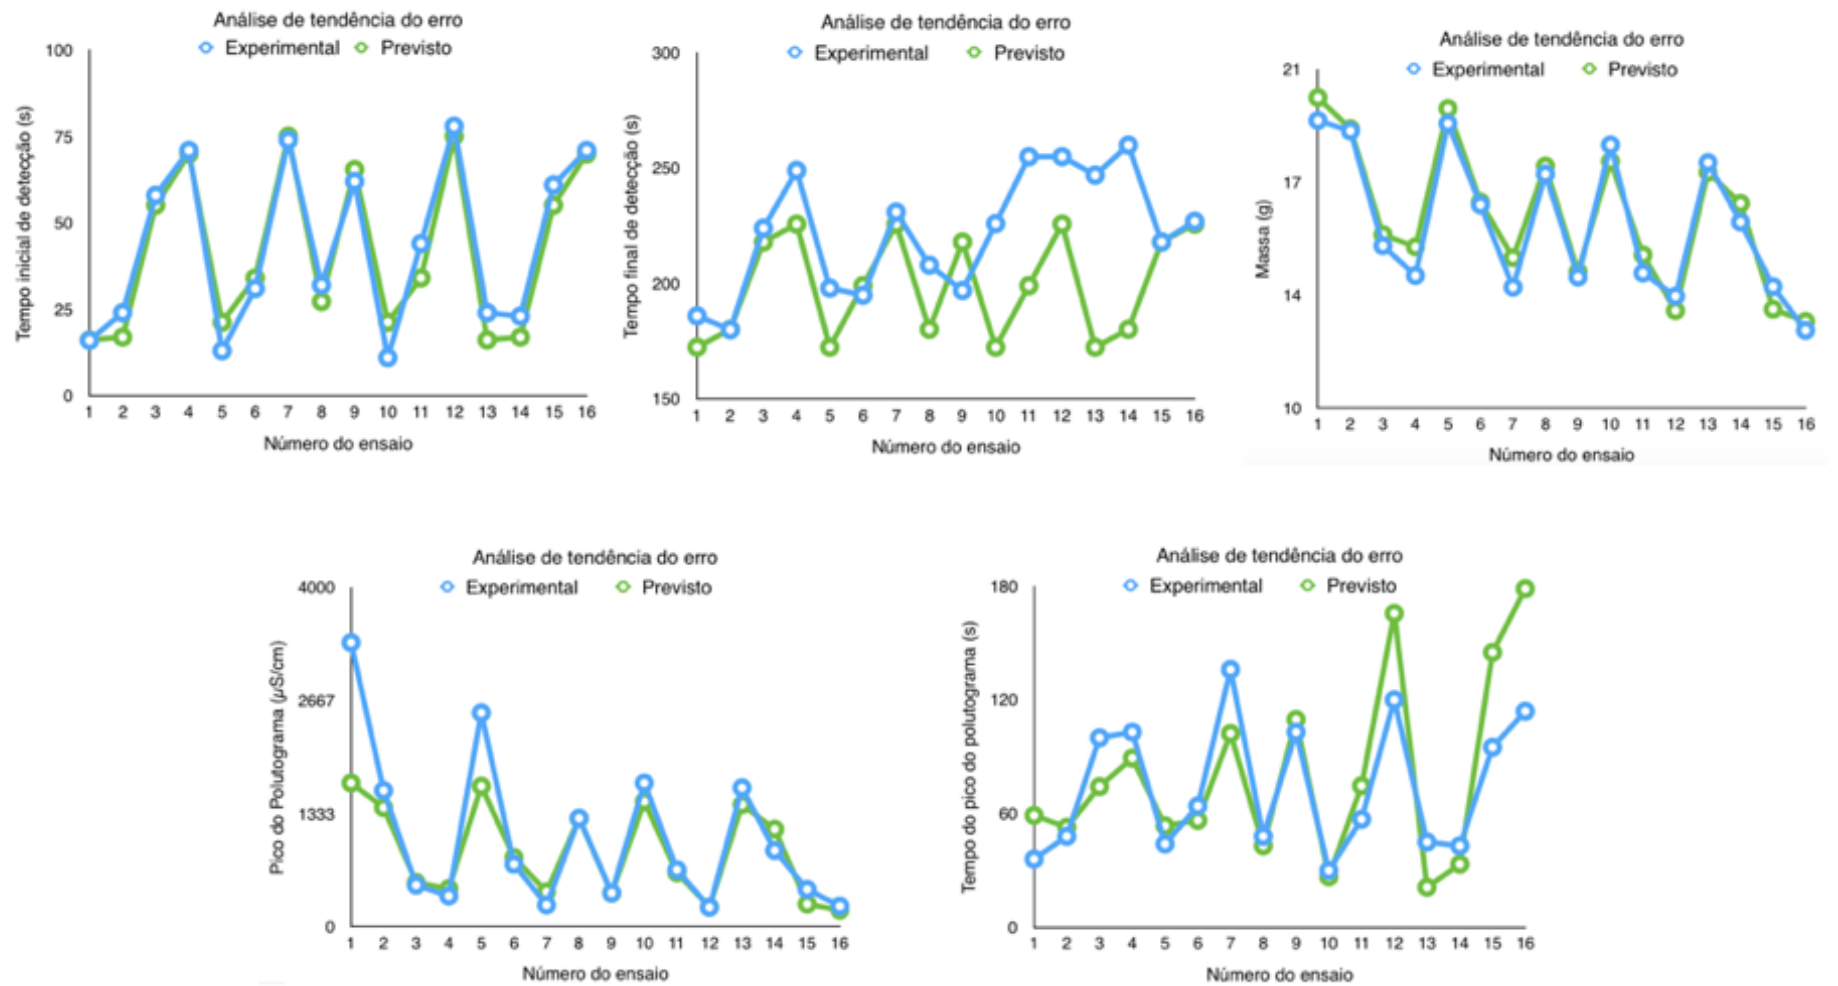 Análise de tendência do erro
Experimental Previsto
100
75
50
25
0
Tempo inicial de detecção (s)
1 2 3 4 5 6 7 8 9 10 11 12 13 14 15 16
Número do ensaio
Análise de tendência do erro
Experimental Previsto
300
250
200
150
Tempo final de detecção (s)
1 2 3 4 5 6 7 8 9 10 11 12 13 14 15 16
Número do ensaio
Análise de tendência do erro
Experimental Previsto
21
17
14
10
Massa (g)
1 2 3 4 5 6 7 8 9 10 11 12 13 14 15 16
Número do ensaio
Análise de tendência do erro
Experimental Previsto
4000
2667
1333
0
Pico do Polutograma (µS/cm)
1 2 3 4 5 6 7 8 9 10 11 12 13 14 15 16
Número do ensaio
Análise de tendência do erro
Experimental Previsto
180
120
60
0
Tempo do pico do polutograma (s)
1 2 3 4 5 6 7 8 9 10 11 12 13 14 15 16
Número do ensaio